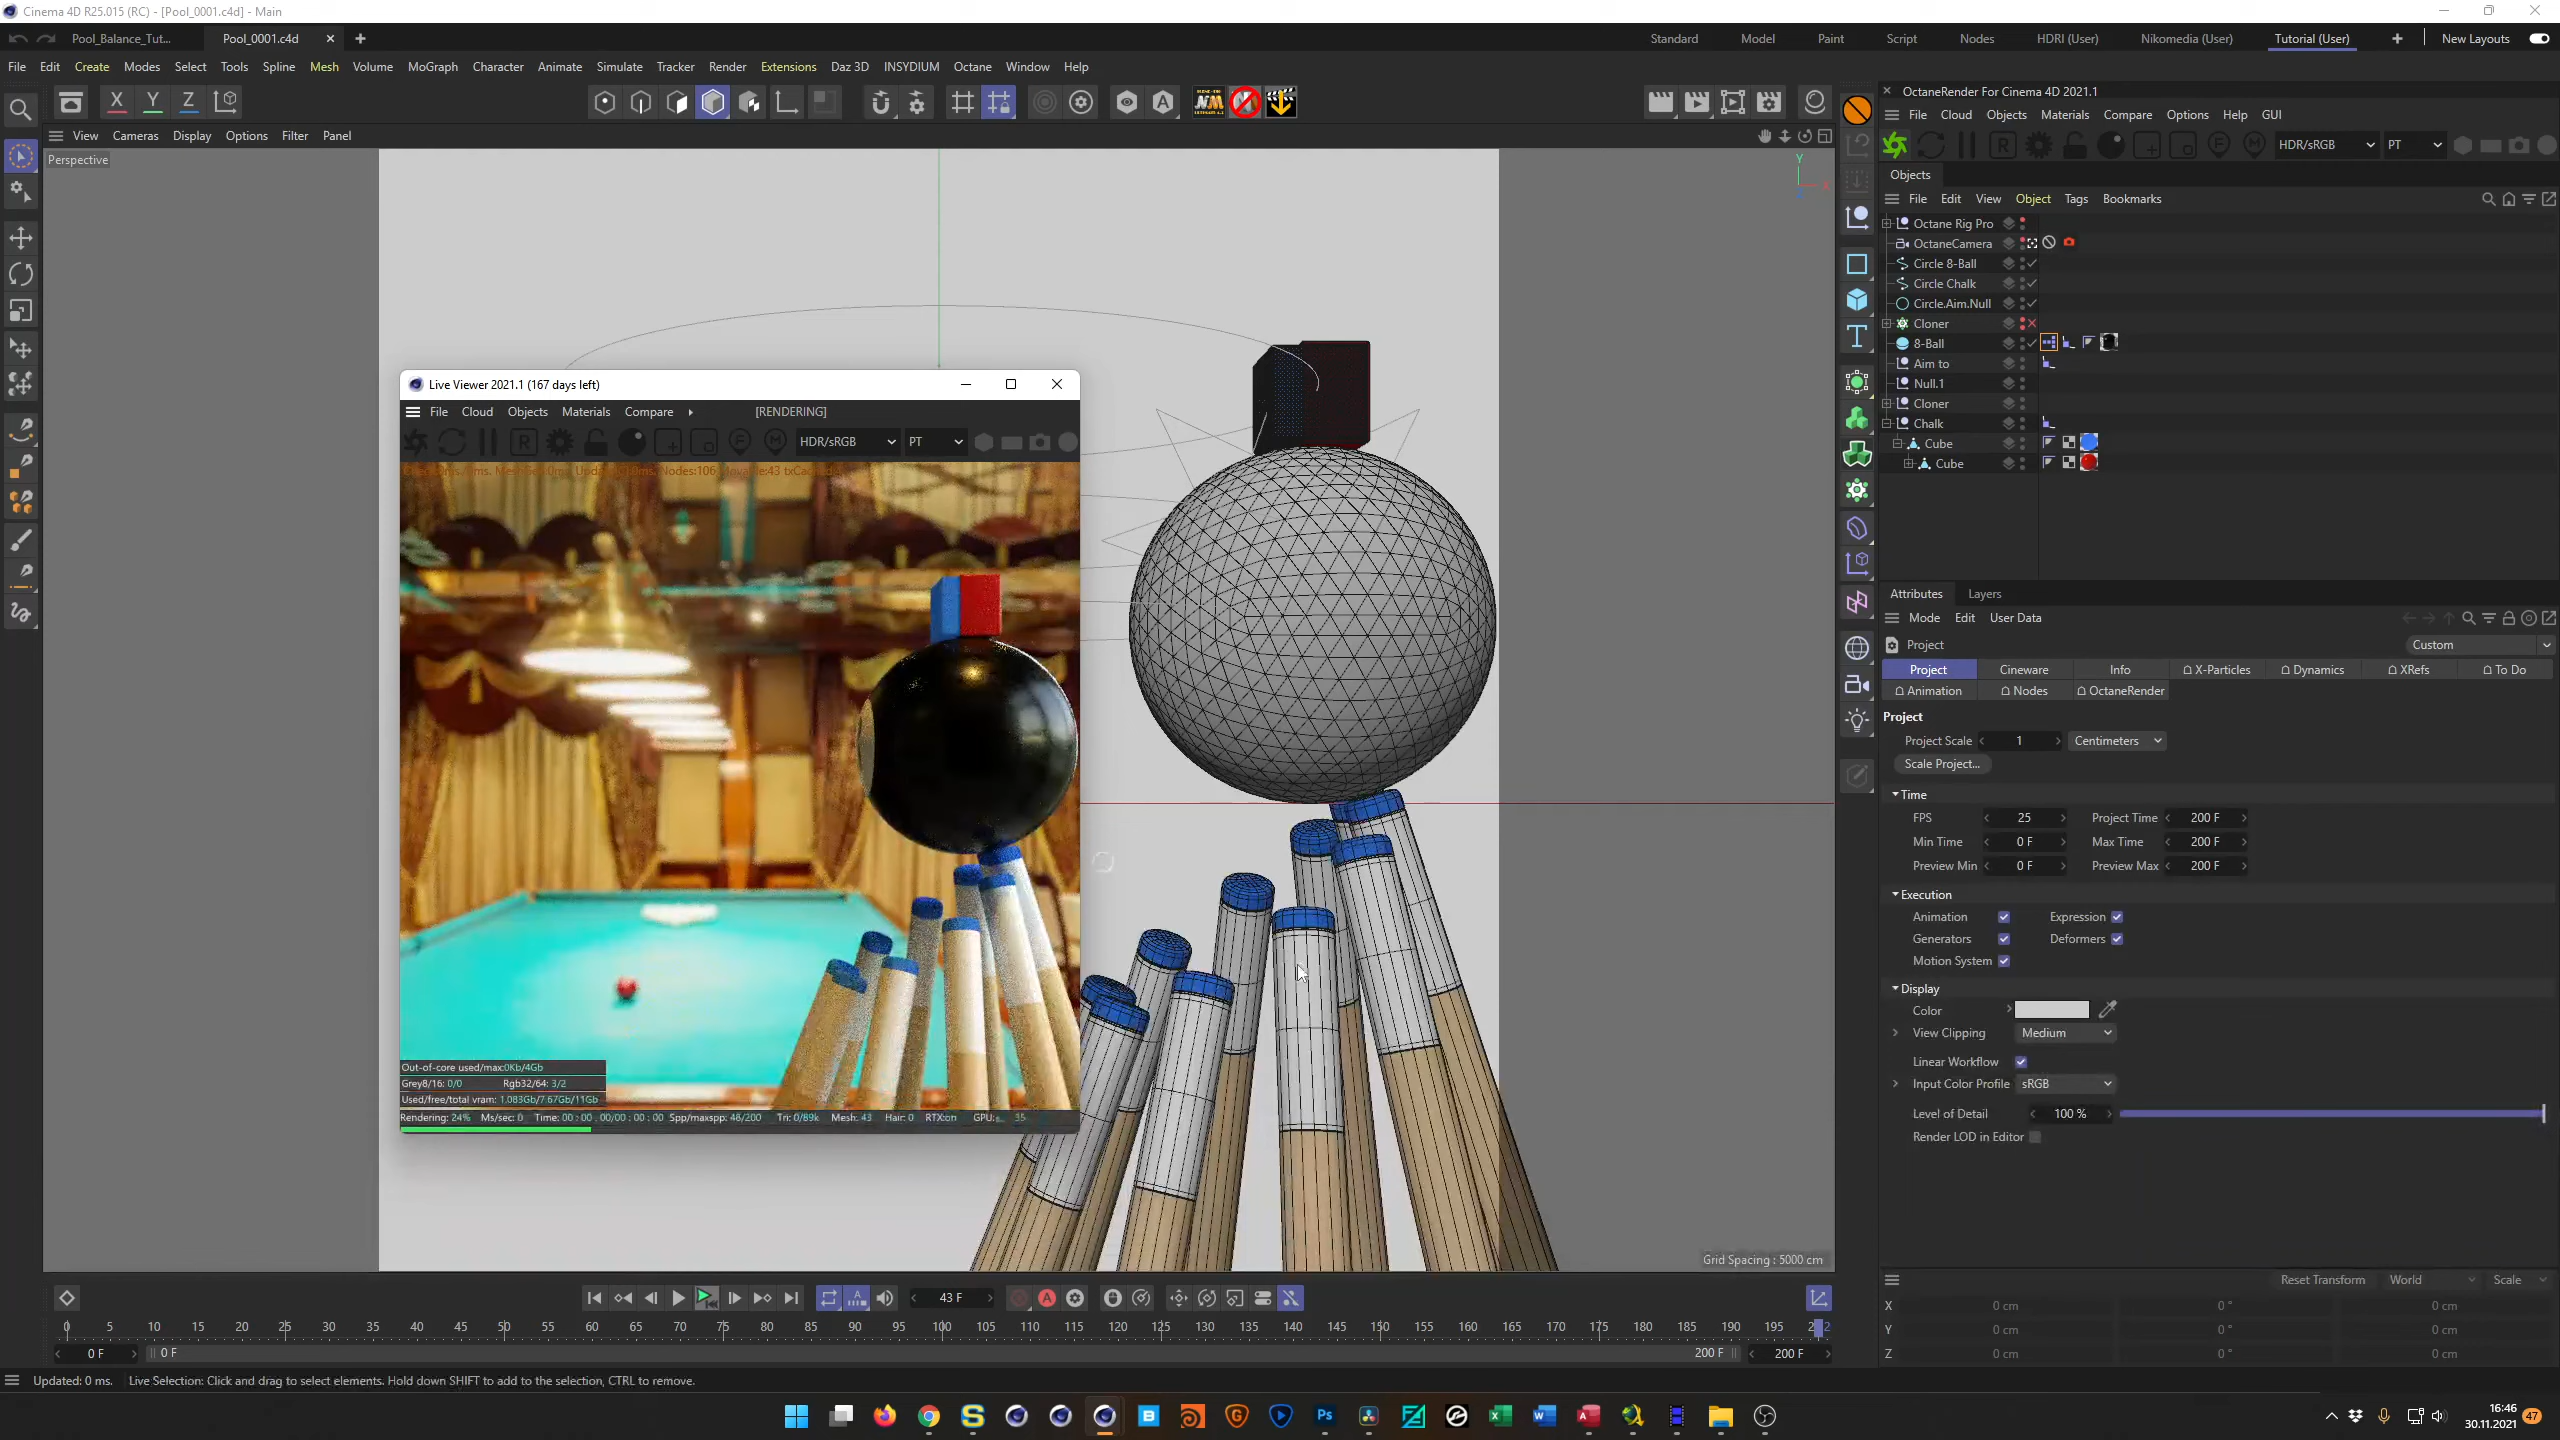 Cinema 4D R25.015 (RC) - [Pool_0001.c4d] - Main
Pool_Balance_Tut...
Pool_0001.c4d
Standard Model Paint Script Nodes HDRI (User) Nikomedia (User) Tutorial (User) New Layouts
File Edit Create Modes Select Tools Spline Mesh Volume MoGraph Character Animate Simulate Tracker Render Extensions Daz 3D INSYDIUM Octane Window Help
X Y Z
View Cameras Display Options Filter Panel
Perspective
Y
X
Live Viewer 2021.1 (167 days left)
File Cloud Objects Materials Compare [RENDERING]
HDR/sRGB PT
Out-of-core used/max:0Kb/4Gb
Grey8/16: 0/0 Rgb32/64: 3/2
Used/free/total vram: 1.083Gb/7.67Gb/11Gb
Rendering: 24% Ms/sec: 0 Time: 00 : 00 : 00/00 : 00 : 00 Spp/maxspp: 48/200 Tri: 0/89k Mesh: 43 Hair: 0 RTX:on GPU: 35
Grid Spacing : 5000 cm
OctaneRender For Cinema 4D 2021.1
File Cloud Objects Materials Compare Options Help GUI
HDR/sRGB PT
Objects
File Edit View Object Tags Bookmarks
Octane Rig Pro
OctaneCamera
Circle 8-Ball
Circle Chalk
Circle.Aim.Null
Cloner
8-Ball
Aim to
Null.1
Cloner
Chalk
Cube
Cube
Attributes Layers
Mode Edit User Data
Project Custom
Project Cineware Info X-Particles Dynamics XRefs To Do
Animation Nodes OctaneRender
Project
Project Scale 1 Centimeters
Scale Project...
Time
FPS 25 Project Time 200 F
Min Time 0 F Max Time 200 F
Preview Min 0 F Preview Max 200 F
Execution
Animation Expression
Generators Deformers
Motion System
Display
Color
View Clipping Medium
Linear Workflow
Input Color Profile sRGB
Level of Detail 100 %
Render LOD in Editor
Reset Transform World Scale
X 0 cm 0 ° 0 cm
Y 0 cm 0 ° 0 cm
Z 0 cm 0 ° 0 cm
43 F
0 5 10 15 20 25 30 35 40 45 50 55 60 65 70 75 80 85 90 95 100 105 110 115 120 125 130 135 140 145 150 155 160 165 170 175 180 185 190 195
0 F 0 F 200 F 200 F
Updated: 0 ms. Live Selection: Click and drag to select elements. Hold down SHIFT to add to the selection, CTRL to remove.
16:46
30.11.2021
47